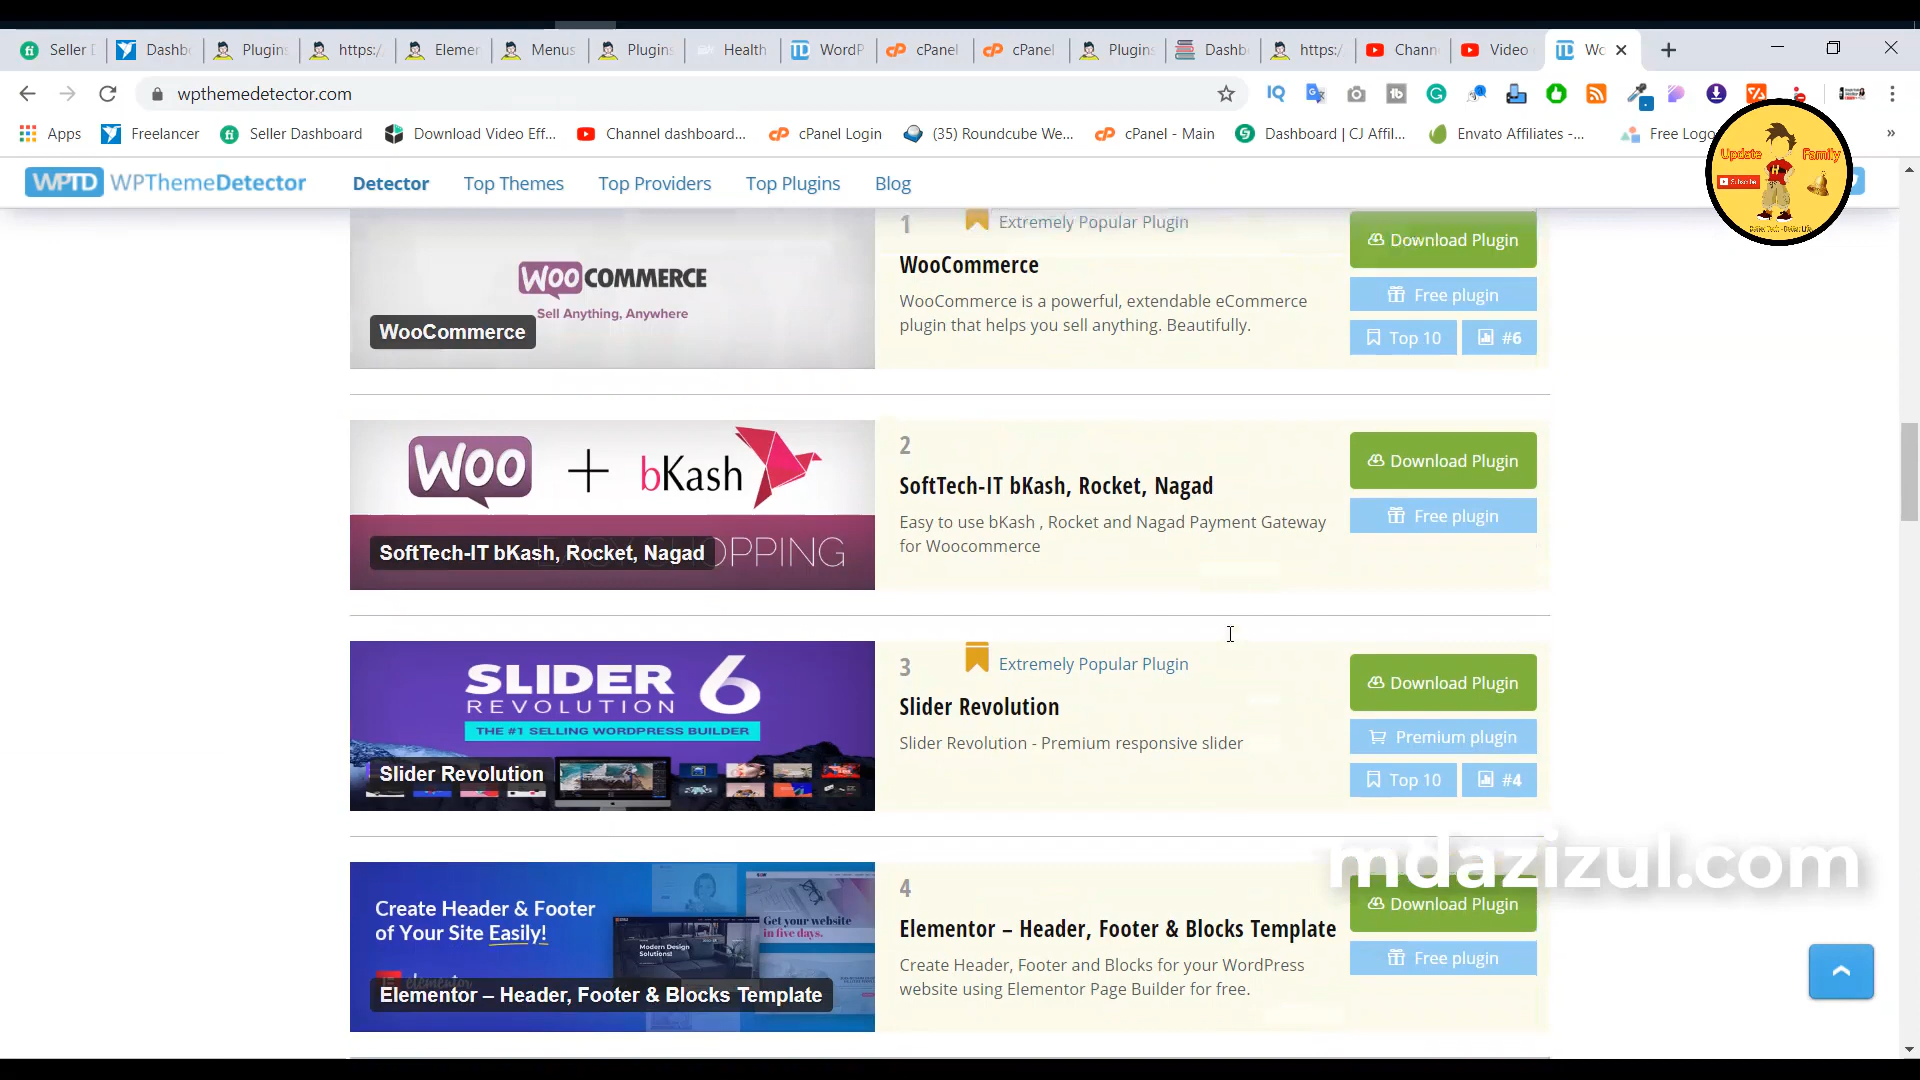 Seller D
Dashb
Plugins
https:/
Elemen
Menus
Plugins
Health
WordP
cPanel
cPanel
Plugins
Dashb
https:/
Chann
Video
Wo
wpthemedetector.com
Apps
Freelancer
Seller Dashboard
Download Video Eff...
Channel dashboard...
cPanel Login
(35) Roundcube We...
cPanel - Main
Dashboard | CJ Affil...
Envato Affiliates -...
Free Logo
»
Update Family
Subscribe
WPTD WPThemeDetector
Detector
Top Themes
Top Providers
Top Plugins
Blog
WOO COMMERCE
Sell Anything, Anywhere
WooCommerce
1
Extremely Popular Plugin
WooCommerce
WooCommerce is a powerful, extendable eCommerce
plugin that helps you sell anything. Beautifully.
Download Plugin
Free plugin
Top 10
#6
WOO + bKash
EASY SHOPPING
SoftTech-IT bKash, Rocket, Nagad
2
SoftTech-IT bKash, Rocket, Nagad
Easy to use bKash , Rocket and Nagad Payment Gateway
for Woocommerce
Download Plugin
Free plugin
SLIDER 6
REVOLUTION
THE #1 SELLING WORDPRESS BUILDER
Slider Revolution
3
Extremely Popular Plugin
Slider Revolution
Slider Revolution - Premium responsive slider
Download Plugin
Premium plugin
Top 10
#4
Create Header & Footer
of Your Site Easily!
Modern Design
Solutions!
Get your website
in five days.
elementor
Elementor – Header, Footer & Blocks Template
4
Elementor – Header, Footer & Blocks Template
Create Header, Footer and Blocks for your WordPress
website using Elementor Page Builder for free.
mdazizul.com
Download Plugin
Free plugin